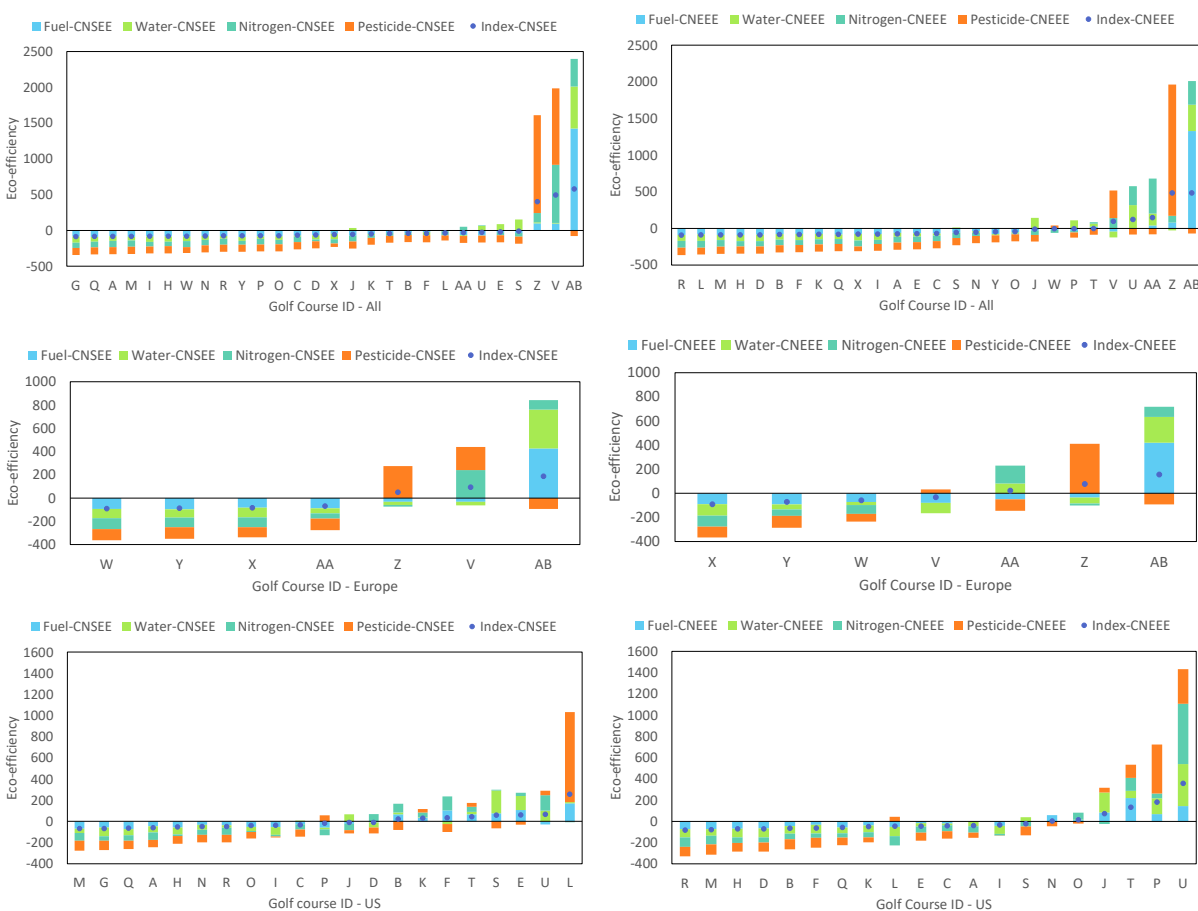 Fuel-CNSEE Water-CNSEE Nitrogen-CNSEE Pesticide-CNSEE Index-CNSEE
2500
2000
1500
1000
500
0
-500
Eco-efficiency
G Q A M I H W N R Y P O C D X J K T B F L AA U E S Z V AB
Golf Course ID - All
Fuel-CNEEE Water-CNEEE Nitrogen-CNEEE Pesticide-CNEEE Index-CNEEE
2500
2000
1500
1000
500
0
-500
Eco-efficiency
R L M H D B F K Q X I A E C S N Y O J W P T V U AA Z AB
Golf Course ID - All
Fuel-CNSEE Water-CNSEE Nitrogen-CNSEE Pesticide-CNSEE Index-CNSEE
1000
800
600
400
200
0
-200
-400
Eco-efficiency
W Y X AA Z V AB
Golf Course ID - Europe
Fuel-CNEEE Water-CNEEE Nitrogen-CNEEE Pesticide-CNEEE Index-CNEEE
1000
800
600
400
200
0
-200
-400
Eco-efficiency
X Y W V AA Z AB
Golf Course ID - Europe
Fuel-CNSEE Water-CNSEE Nitrogen-CNSEE Pesticide-CNSEE Index-CNSEE
1600
1400
1200
1000
800
600
400
200
0
-200
-400
Eco-efficiency
M G Q A H N R O I C P J D B K F T S E U L
Golf course ID - US
Fuel-CNEEE Water-CNEEE Nitrogen-CNEEE Pesticide-CNEEE Index-CNEEE
1600
1400
1200
1000
800
600
400
200
0
-200
-400
Eco-efficiency
R M H D B F Q K L E C A I S N O J T P U
Golf Course ID - US